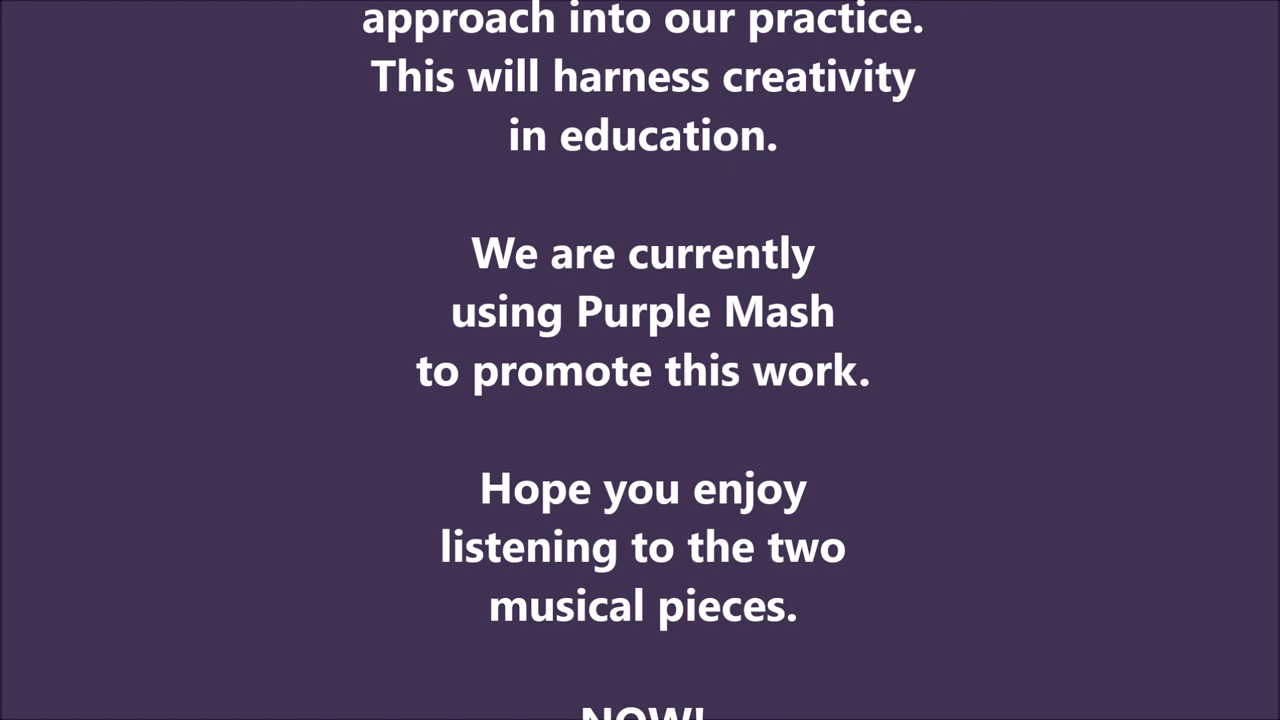 approach into our practice.
This will harness creativity
in education.
We are currently
using Purple Mash
to promote this work.
Hope you enjoy
listening to the two
musical pieces.
NOW!